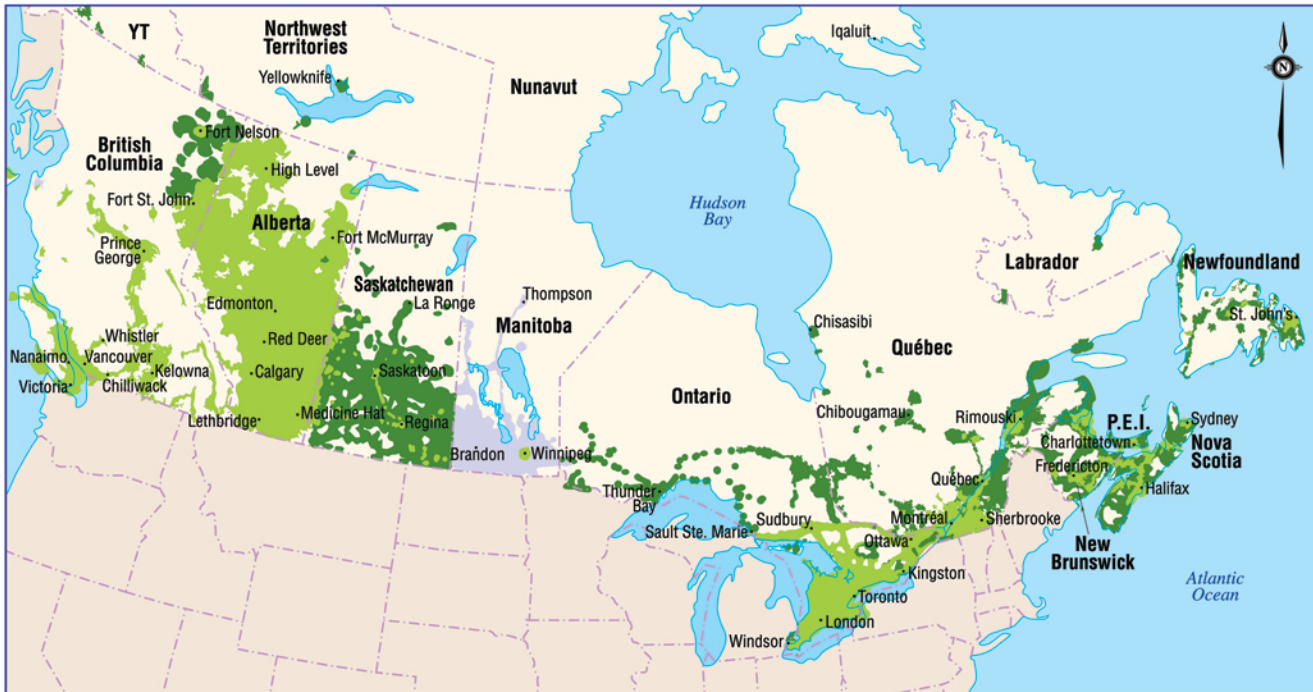 YT
Northwest
Territories
Yellowknife
Nunavut
Iqaluit
N
Fort Nelson
British
Columbia
High Level
Fort St. John
Alberta
Hudson
Bay
Prince
George
Fort McMurray
Saskatchewan
La Ronge
Thompson
Manitoba
Labrador
Newfoundland
St. John's
Edmonton
Chisasibi
Québec
Whistler
Red Deer
Nanaimo
Vancouver
Kelowna
Calgary
Saskatoon
Victoria
Chilliwack
Ontario
Chibougamau
Rimouski
P.E.I.
Sydney
Lethbridge
Medicine Hat
Regina
Charlottetown
Nova
Scotia
Brandon
Winnipeg
Fredericton
Québec
Halifax
Thunder
Bay
Sault Ste. Marie
Sudbury
Montréal
Sherbrooke
Ottawa
New
Brunswick
Kingston
Atlantic
Ocean
Toronto
London
Windsor